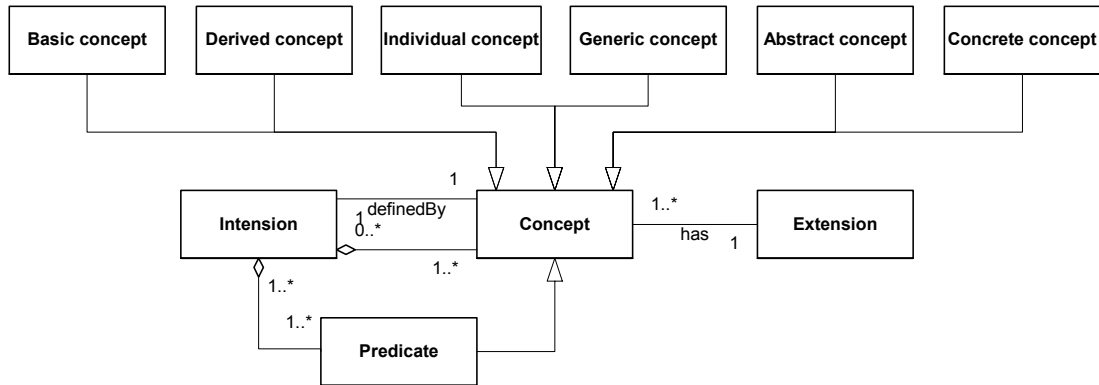 Basic concept
Derived concept
Individual concept
Generic concept
Abstract concept
Concrete concept
1
Intension
definedBy
1
0..*
Concept
1..*
has
1
Extension
1..*
1..*
1..*
Predicate